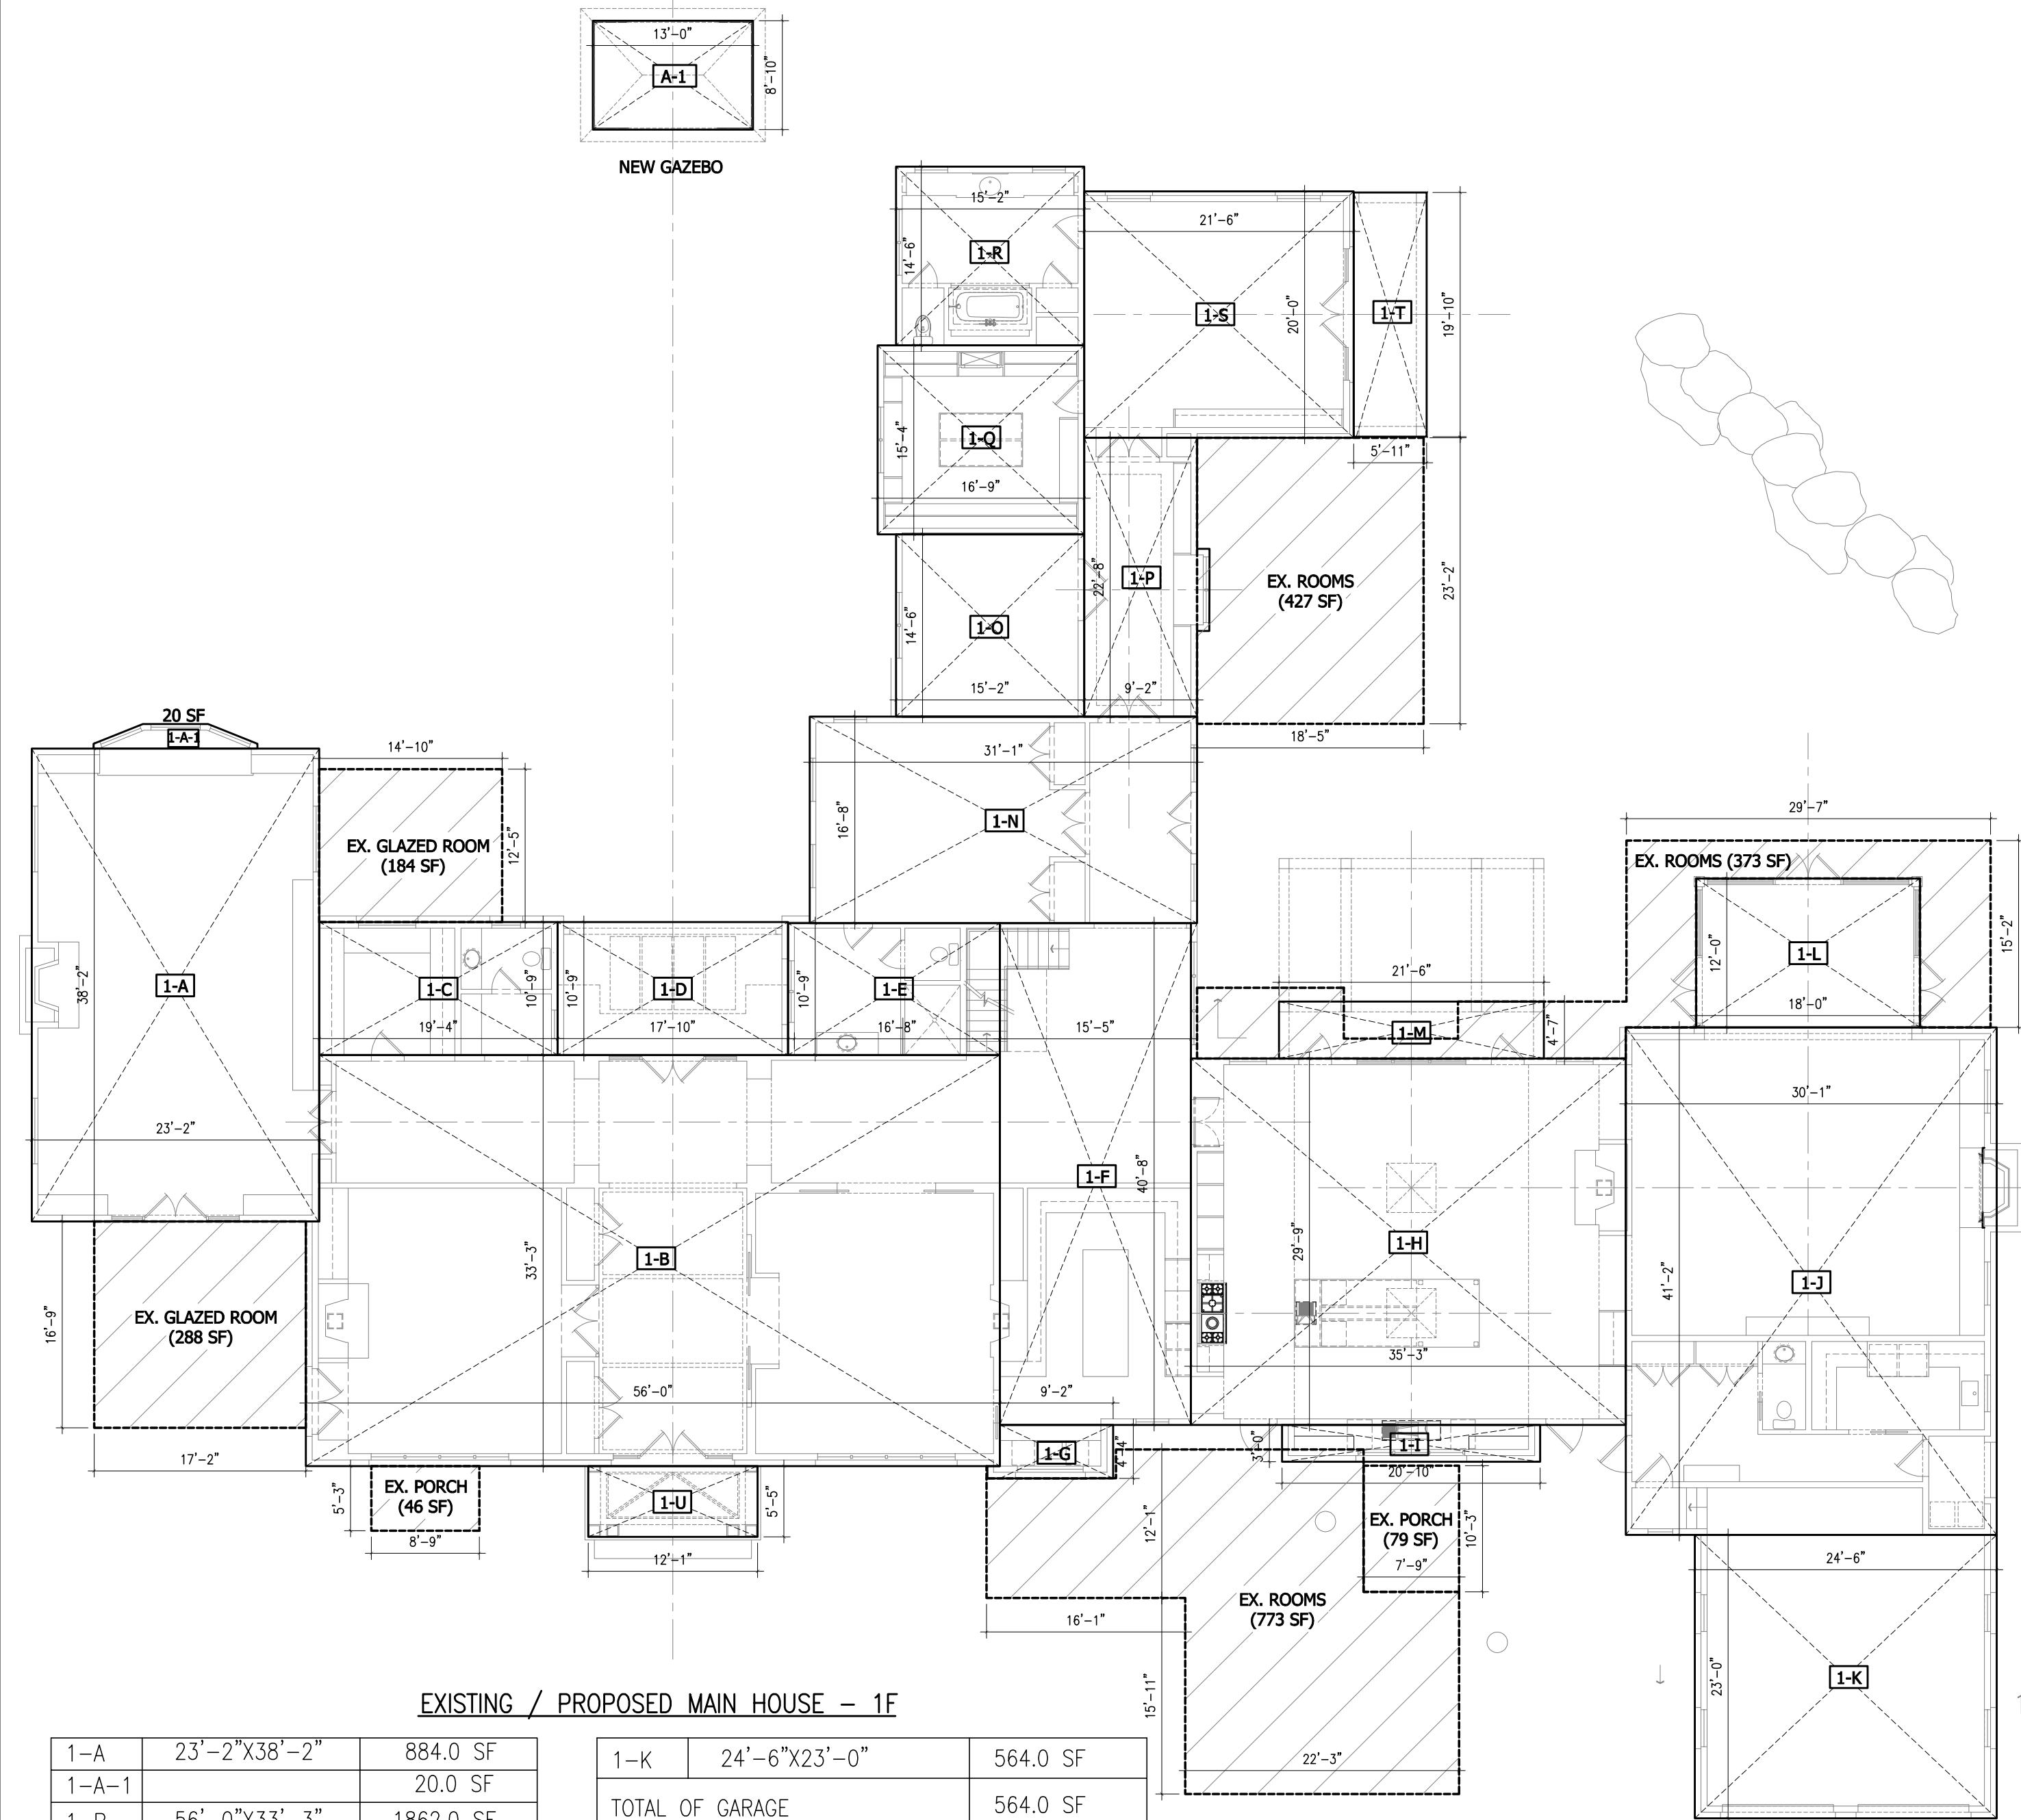 13'-0"
A-1
8'-10"
NEW GAZEBO
15'-2"
14'-6"
1-R
21'-6"
20'-0"
1-S
1-T
19'-10"
5'-11"
15'-4"
1-Q
16'-9"
22'-8"
1-P
EX. ROOMS
(427 SF)
23'-2"
14'-6"
1-O
15'-2"
9'-2"
18'-5"
20 SF
1-A-1
14'-10"
31'-1"
16'-8"
1-N
EX. GLAZED ROOM
(184 SF)
12'-5"
29'-7"
EX. ROOMS (373 SF)
15'-2"
12'-0"
1-L
18'-0"
38'-2"
1-A
23'-2"
1-C
19'-4"
10'-9"
10'-9"
1-D
17'-10"
10'-9"
1-E
16'-8"
15'-5"
21'-6"
1-M
4'-7"
30'-1"
1-F
40'-8"
29'-9"
1-H
35'-3"
41'-2"
1-J
33'-3"
1-B
56'-0"
9'-2"
EX. GLAZED ROOM
(288 SF)
16'-9"
17'-2"
1-G
4'-4"
3'-0"
1-I
20'-10"
EX. PORCH
(46 SF)
5'-3"
8'-9"
1-U
5'-5"
12'-1"
12'-1"
EX. PORCH
(79 SF)
10'-3"
7'-9"
24'-6"
EX. ROOMS
(773 SF)
16'-1"
15'-11"
22'-3"
23'-0"
1-K
EXISTING / PROPOSED MAIN HOUSE - 1F
1-A 23'-2"X38'-2" 884.0 SF
1-A-1 20.0 SF
1-B 56'-0"X33'-3" 1862.0 SF
1-K 24'-6"X23'-0" 564.0 SF
TOTAL OF GARAGE 564.0 SF